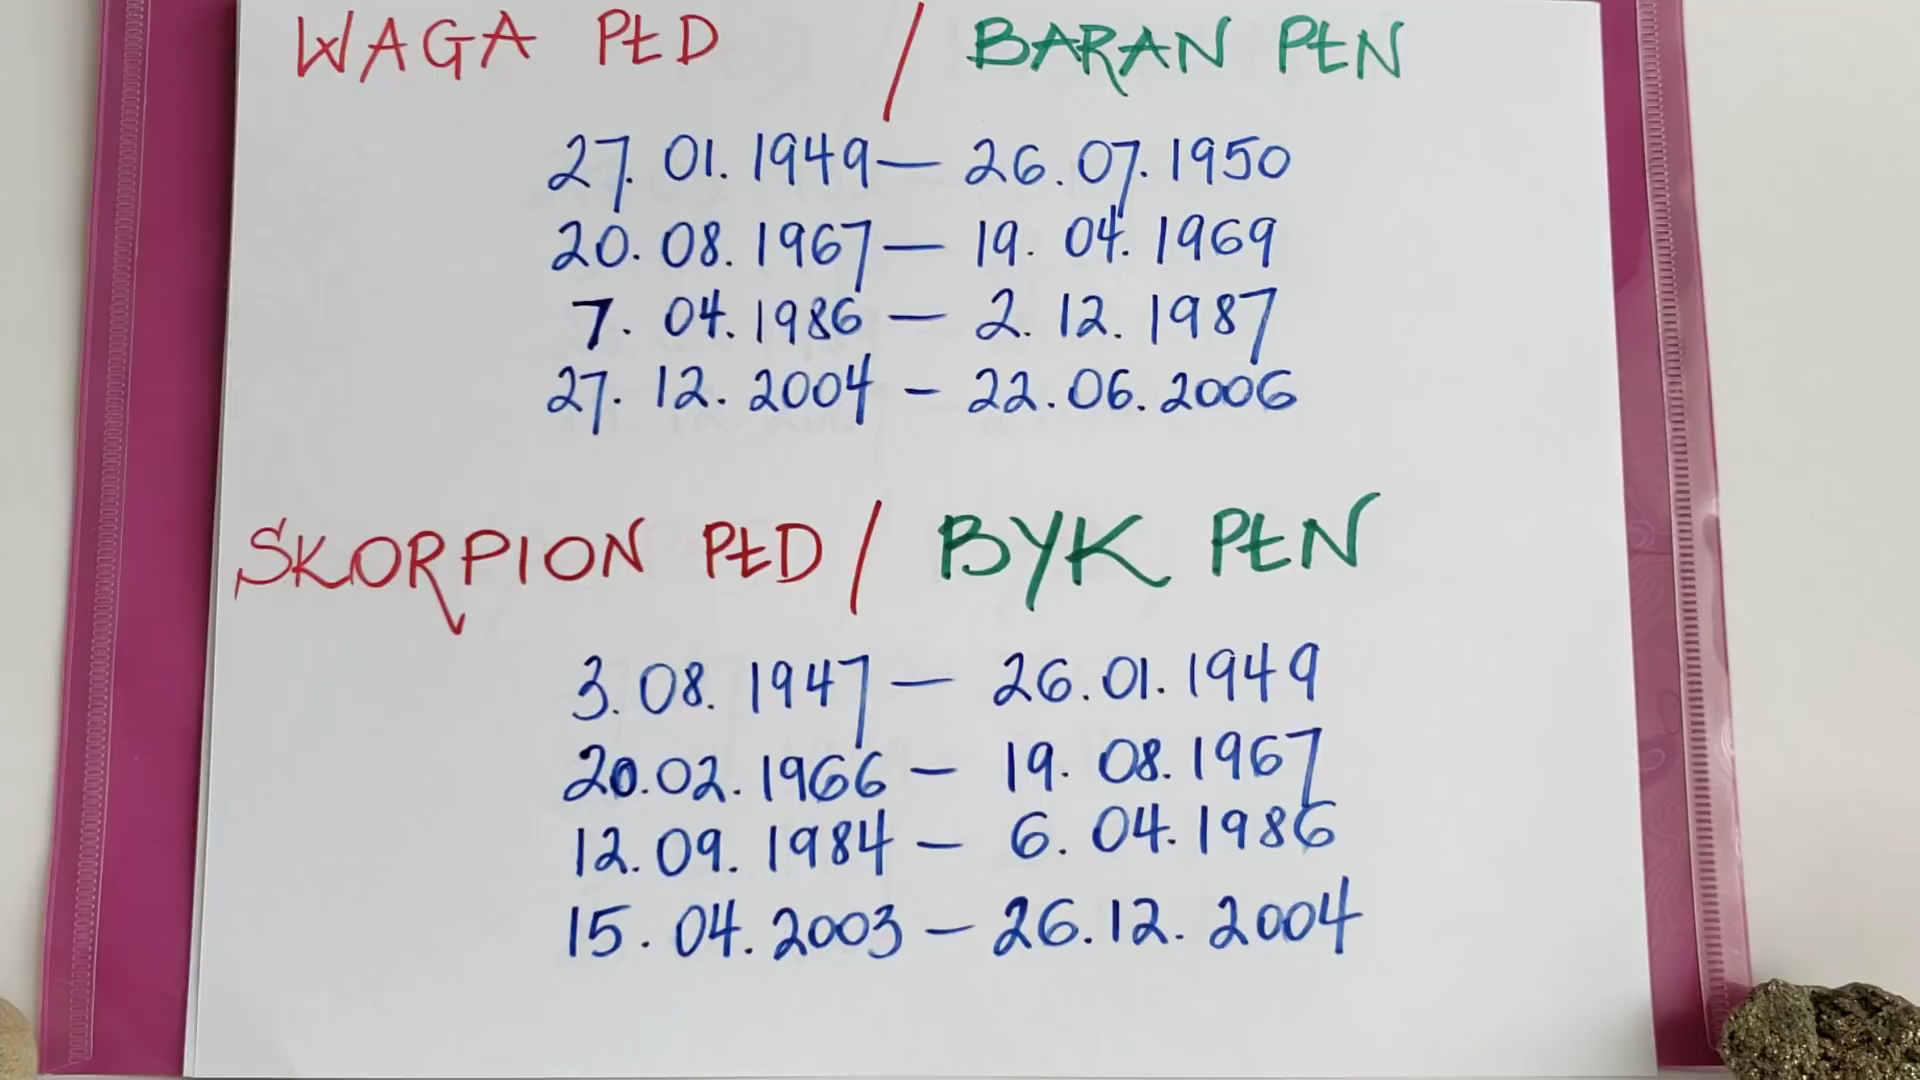 WAGA PŁD / BARAN PŁN
27.01.1949 — 26.07.1950
20.08.1967 — 19.04.1969
7.04.1986 — 2.12.1987
27.12.2004 - 22.06.2006
SKORPION PŁD / BYK PŁN
3.08.1947 — 26.01.1949
20.02.1966 — 19.08.1967
12.09.1984 — 6.04.1986
15.04.2003 — 26.12.2004